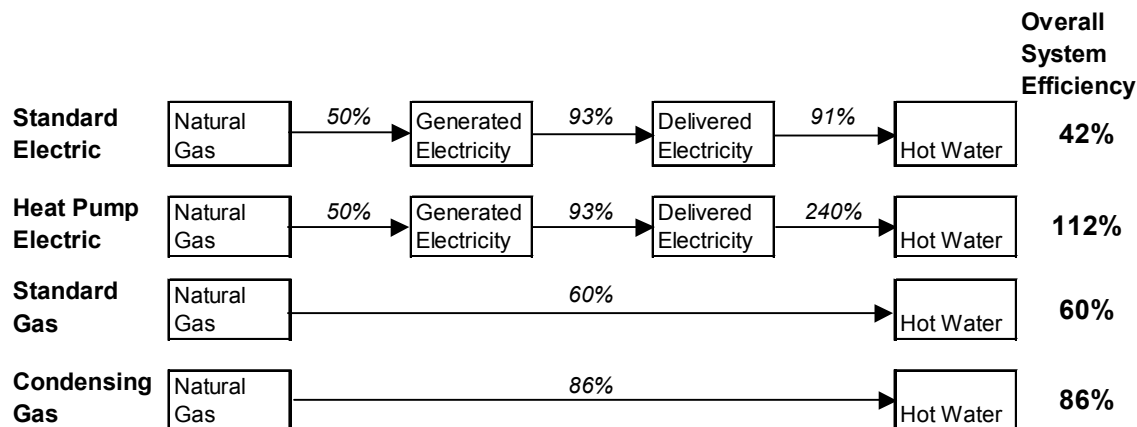 Overall
System
Efficiency
Standard
Electric
Natural
Gas
50%
Generated
Electricity
93%
Delivered
Electricity
91%
Hot Water
42%
Heat Pump
Electric
Natural
Gas
50%
Generated
Electricity
93%
Delivered
Electricity
240%
Hot Water
112%
Standard
Gas
Natural
Gas
60%
Hot Water
60%
Condensing
Gas
Natural
Gas
86%
Hot Water
86%